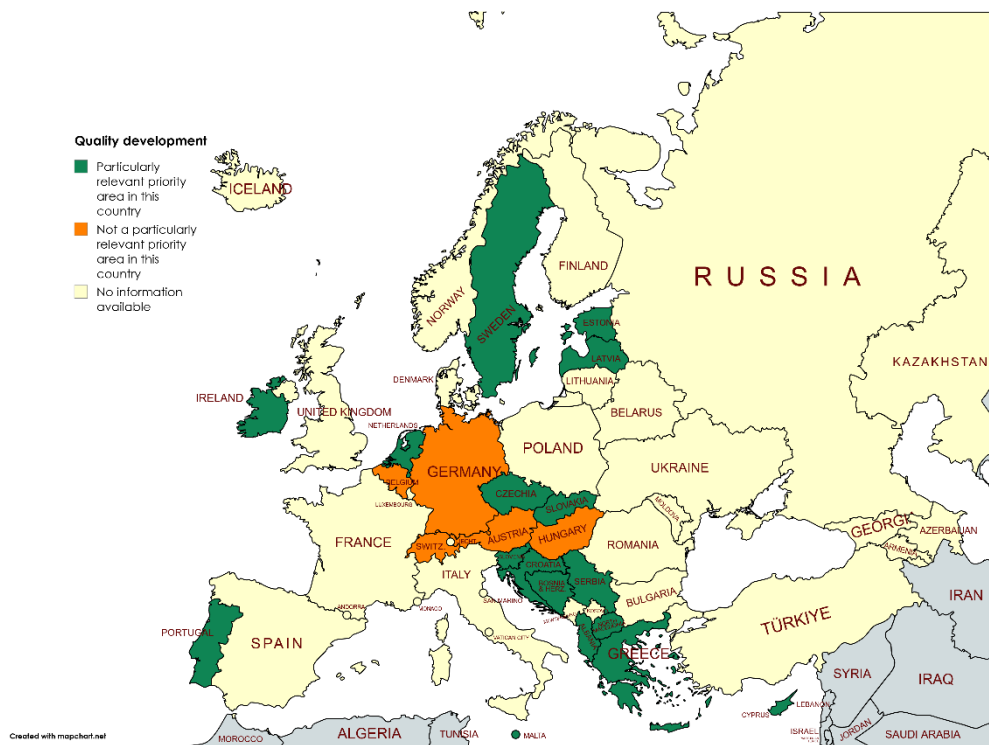 Quality development
Particularly
relevant priority
area in this
country
Not a particularly
relevant priority
area in this
country
No information
available
ICELAND
RUSSIA
FINLAND
NORWAY
SWEDEN
ESTONIA
KAZAKHSTAN
LATVIA
DENMARK
LITHUANIA
IRELAND
UNITED KINGDOM
BELARUS
NETHERLANDS
POLAND
GERMANY
UKRAINE
BELGIUM
CZECHIA
LUXEMBOURG
SLOVAKIA
MOLDOVA
FRANCE
SWITZ.
AUSTRIA
HUNGARY
ROMANIA
GEORGI
AZERBAIJAN
ARMENIA
ITALY
CROATIA
BOSNIA
& HERZ.
SERBIA
SAN MARINO
BULGARIA
ANDORRA
MONACO
IRAN
PORTUGAL
SPAIN
VATICAN CITY
GREECE
TÜRKIYE
SYRIA
IRAQ
CYPRUS
LEBANON
ISRAEL
JORDAN
SAUDI ARABIA
MALTA
MOROCCO
ALGERIA
TUNISIA
Created with mapchart.net